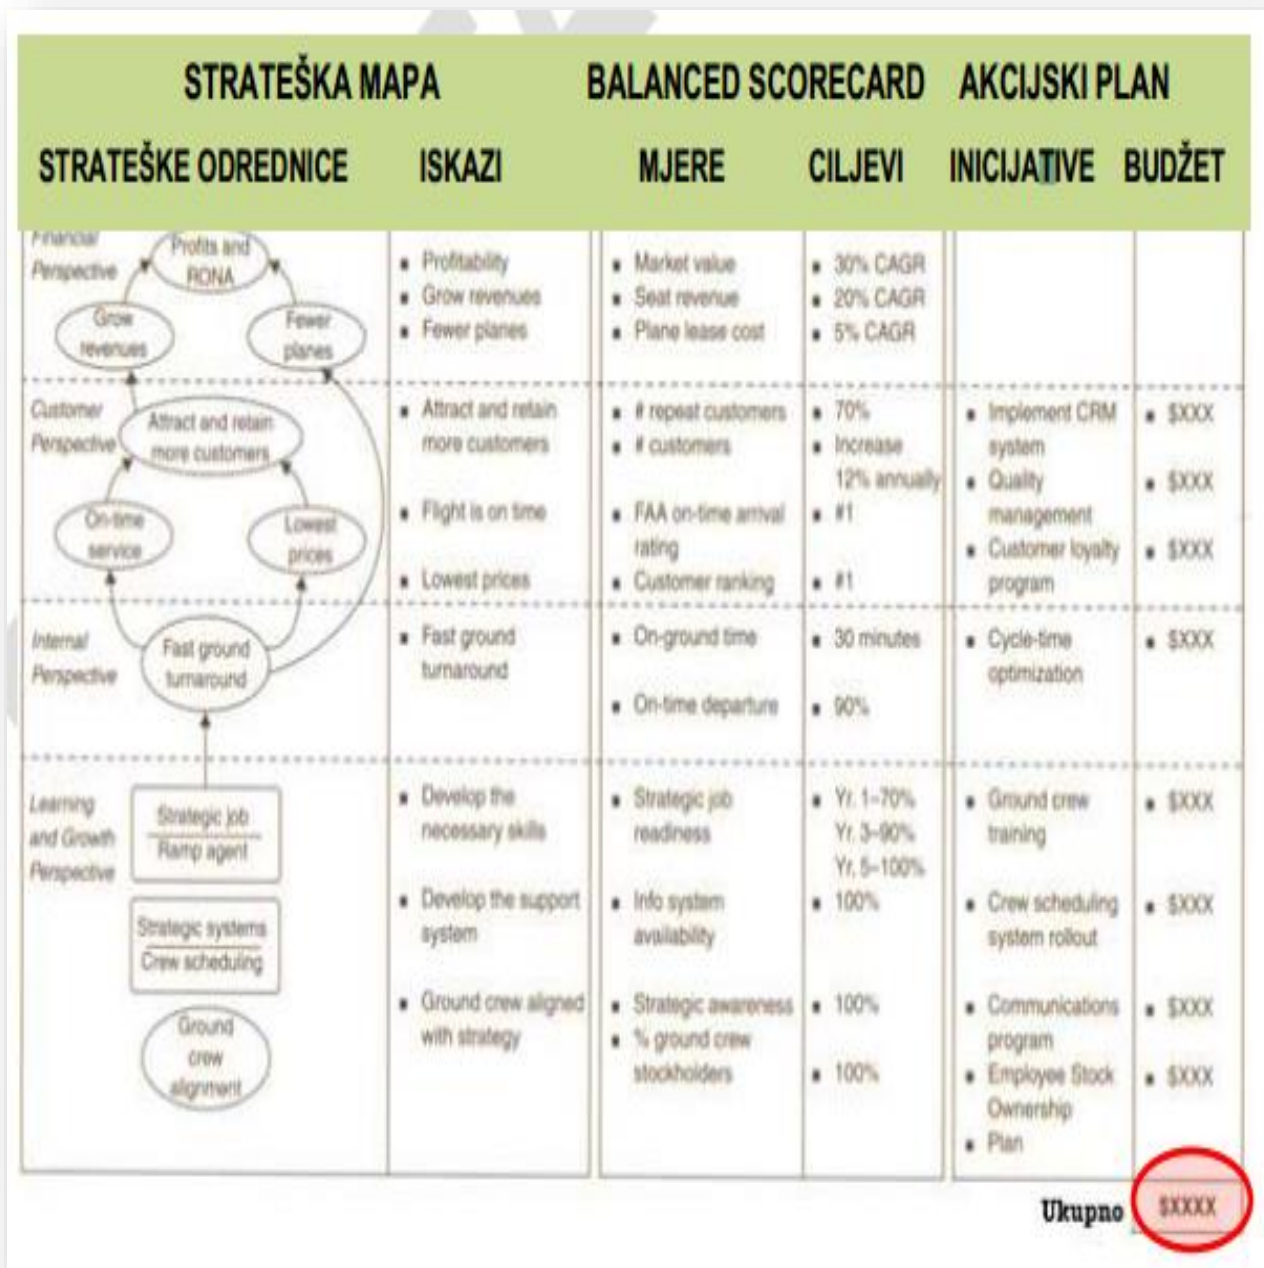 STRATEŠKA MAPA
BALANCED SCORECARD
AKCIJSKI PLAN
STRATEŠKE ODREDNICE
ISKAZI
MJERE
CILJEVI
INICIJATIVE
BUDŽET
Financial
Perspective
Profits and
RONA
Grow
revenues
Fewer
planes
▪ Profitability
▪ Grow revenues
▪ Fewer planes
▪ Market value
▪ Seat revenue
▪ Plane lease cost
▪ 30% CAGR
▪ 20% CAGR
▪ 5% CAGR
Customer
Perspective
Attract and retain
more customers
On-time
service
Lowest
prices
▪ Attract and retain
more customers
▪ Flight is on time
▪ Lowest prices
▪ # repeat customers
▪ # customers
▪ FAA on-time arrival
rating
▪ Customer ranking
▪ 70%
▪ Increase
12% annually
▪ #1
▪ #1
▪ Implement CRM
system
▪ Quality
management
▪ Customer loyalty
program
▪ $XXX
▪ $XXX
▪ $XXX
Internal
Perspective
Fast ground
turnaround
▪ Fast ground
turnaround
▪ On-ground time
▪ On-time departure
▪ 30 minutes
▪ 90%
▪ Cycle-time
optimization
▪ $XXX
Learning
and Growth
Perspective
Strategic job
Ramp agent
Strategic systems
Crew scheduling
Ground
crew
alignment
▪ Develop the
necessary skills
▪ Develop the support
system
▪ Ground crew aligned
with strategy
▪ Strategic job
readiness
▪ Info system
availability
▪ Strategic awareness
▪ % ground crew
stockholders
▪ Yr. 1–70%
Yr. 3–90%
Yr. 5–100%
▪ 100%
▪ 100%
▪ 100%
▪ Ground crew
training
▪ Crew scheduling
system rollout
▪ Communications
program
▪ Employee Stock
Ownership
▪ Plan
▪ $XXX
▪ $XXX
▪ $XXX
▪ $XXX
Ukupno
$XXXX